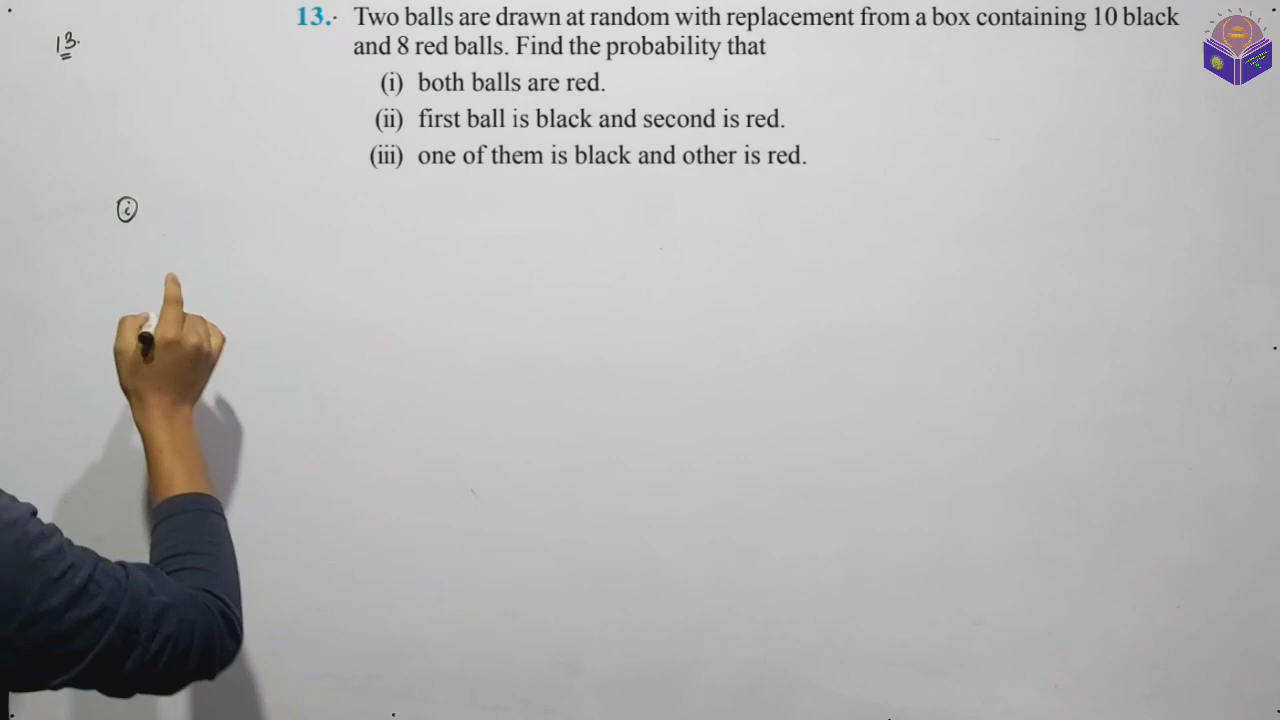 13.
13. Two balls are drawn at random with replacement from a box containing 10 black
and 8 red balls. Find the probability that
(i) both balls are red.
(ii) first ball is black and second is red.
(iii) one of them is black and other is red.
(i)